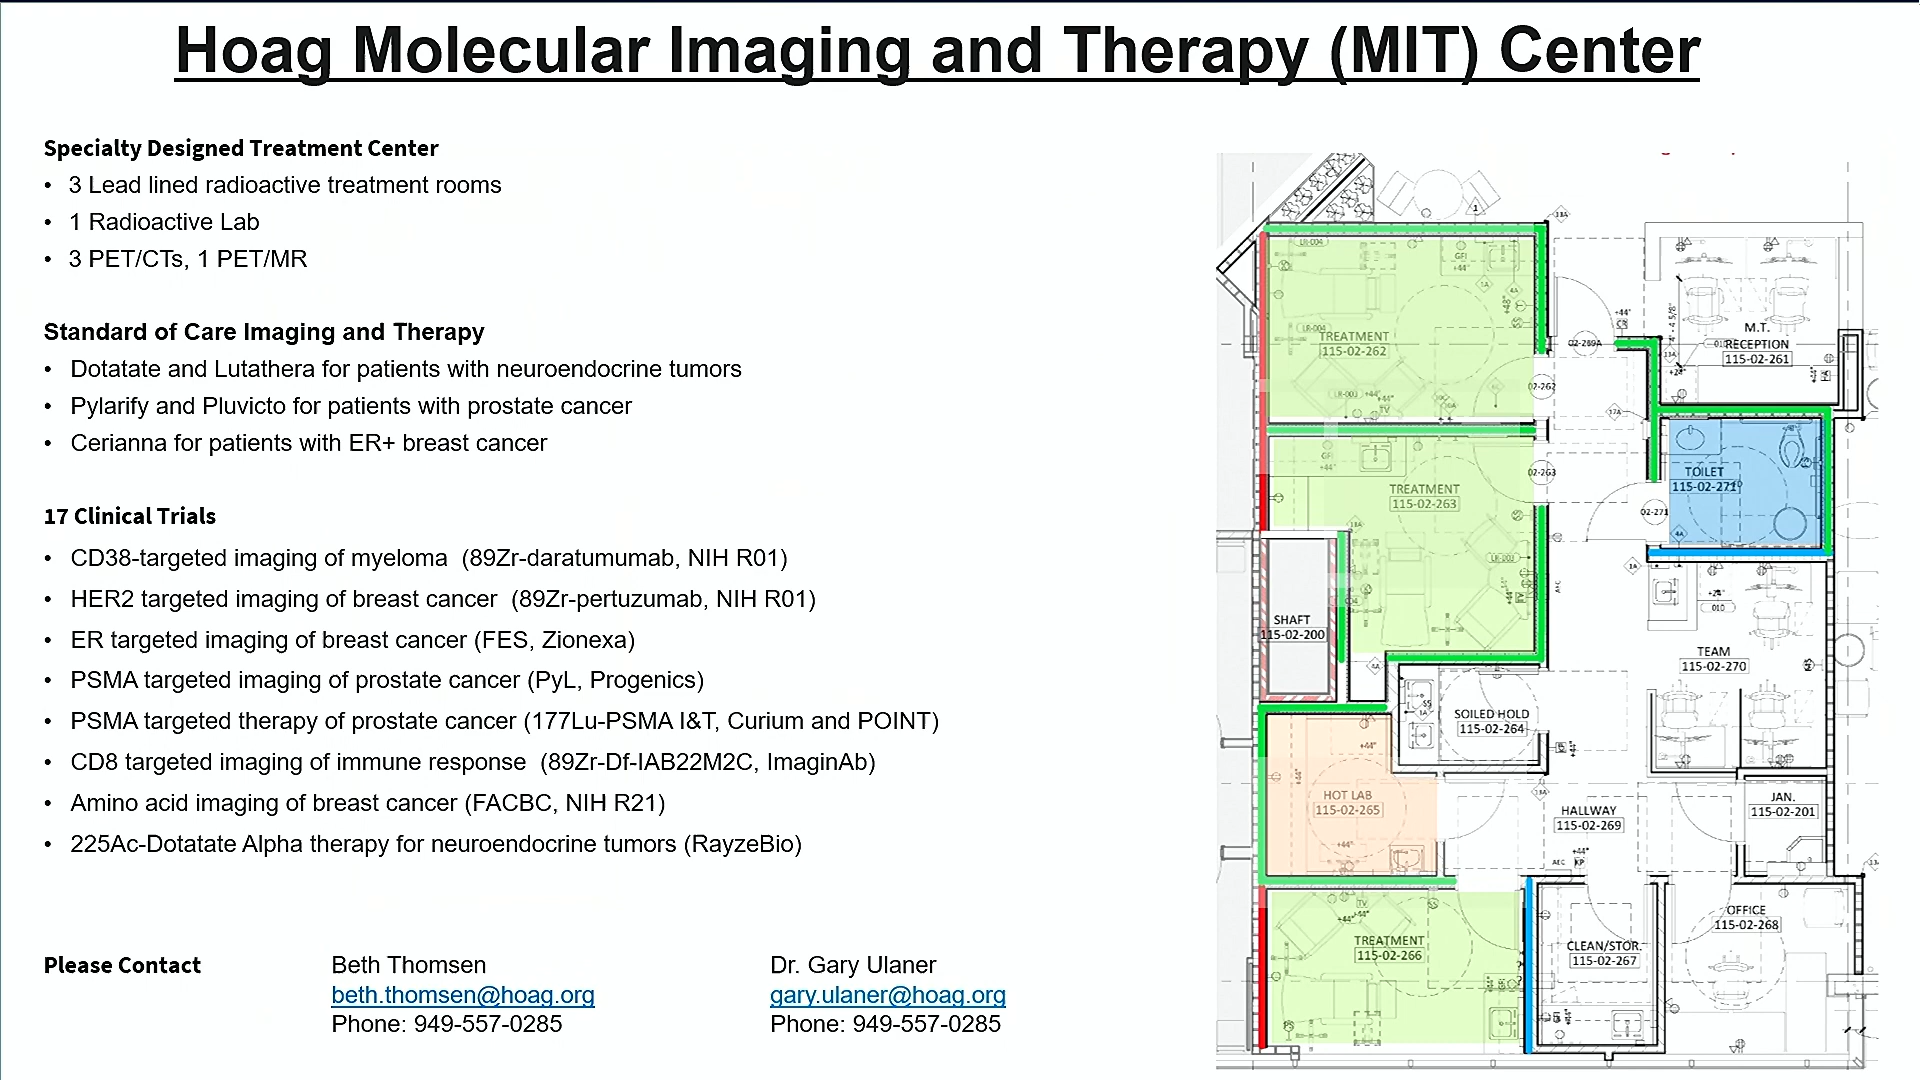 Hoag Molecular Imaging and Therapy (MIT) Center
Specialty Designed Treatment Center
• 3 Lead lined radioactive treatment rooms
• 1 Radioactive Lab
• 3 PET/CTs, 1 PET/MR
Standard of Care Imaging and Therapy
• Dotatate and Lutathera for patients with neuroendocrine tumors
• Pylarify and Pluvicto for patients with prostate cancer
• Cerianna for patients with ER+ breast cancer
17 Clinical Trials
• CD38-targeted imaging of myeloma (89Zr-daratumumab, NIH R01)
• HER2 targeted imaging of breast cancer (89Zr-pertuzumab, NIH R01)
• ER targeted imaging of breast cancer (FES, Zionexa)
• PSMA targeted imaging of prostate cancer (PyL, Progenics)
• PSMA targeted therapy of prostate cancer (177Lu-PSMA I&T, Curium and POINT)
• CD8 targeted imaging of immune response (89Zr-Df-IAB22M2C, ImaginAb)
• Amino acid imaging of breast cancer (FACBC, NIH R21)
• 225Ac-Dotatate Alpha therapy for neuroendocrine tumors (RayzeBio)
Please Contact
Beth Thomsen
beth.thomsen@hoag.org
Phone: 949-557-0285
Dr. Gary Ulaner
gary.ulaner@hoag.org
Phone: 949-557-0285
TREATMENT
115-02-262
M.T.
RECEPTION
115-02-261
02-262
TREATMENT
115-02-263
02-263
TOILET
115-02-271
02-271
SHAFT
115-02-200
TEAM
115-02-270
SOILED HOLD
115-02-264
HOT LAB
115-02-265
HALLWAY
115-02-269
JAN.
115-02-201
TREATMENT
115-02-266
CLEAN/STOR.
115-02-267
OFFICE
115-02-268